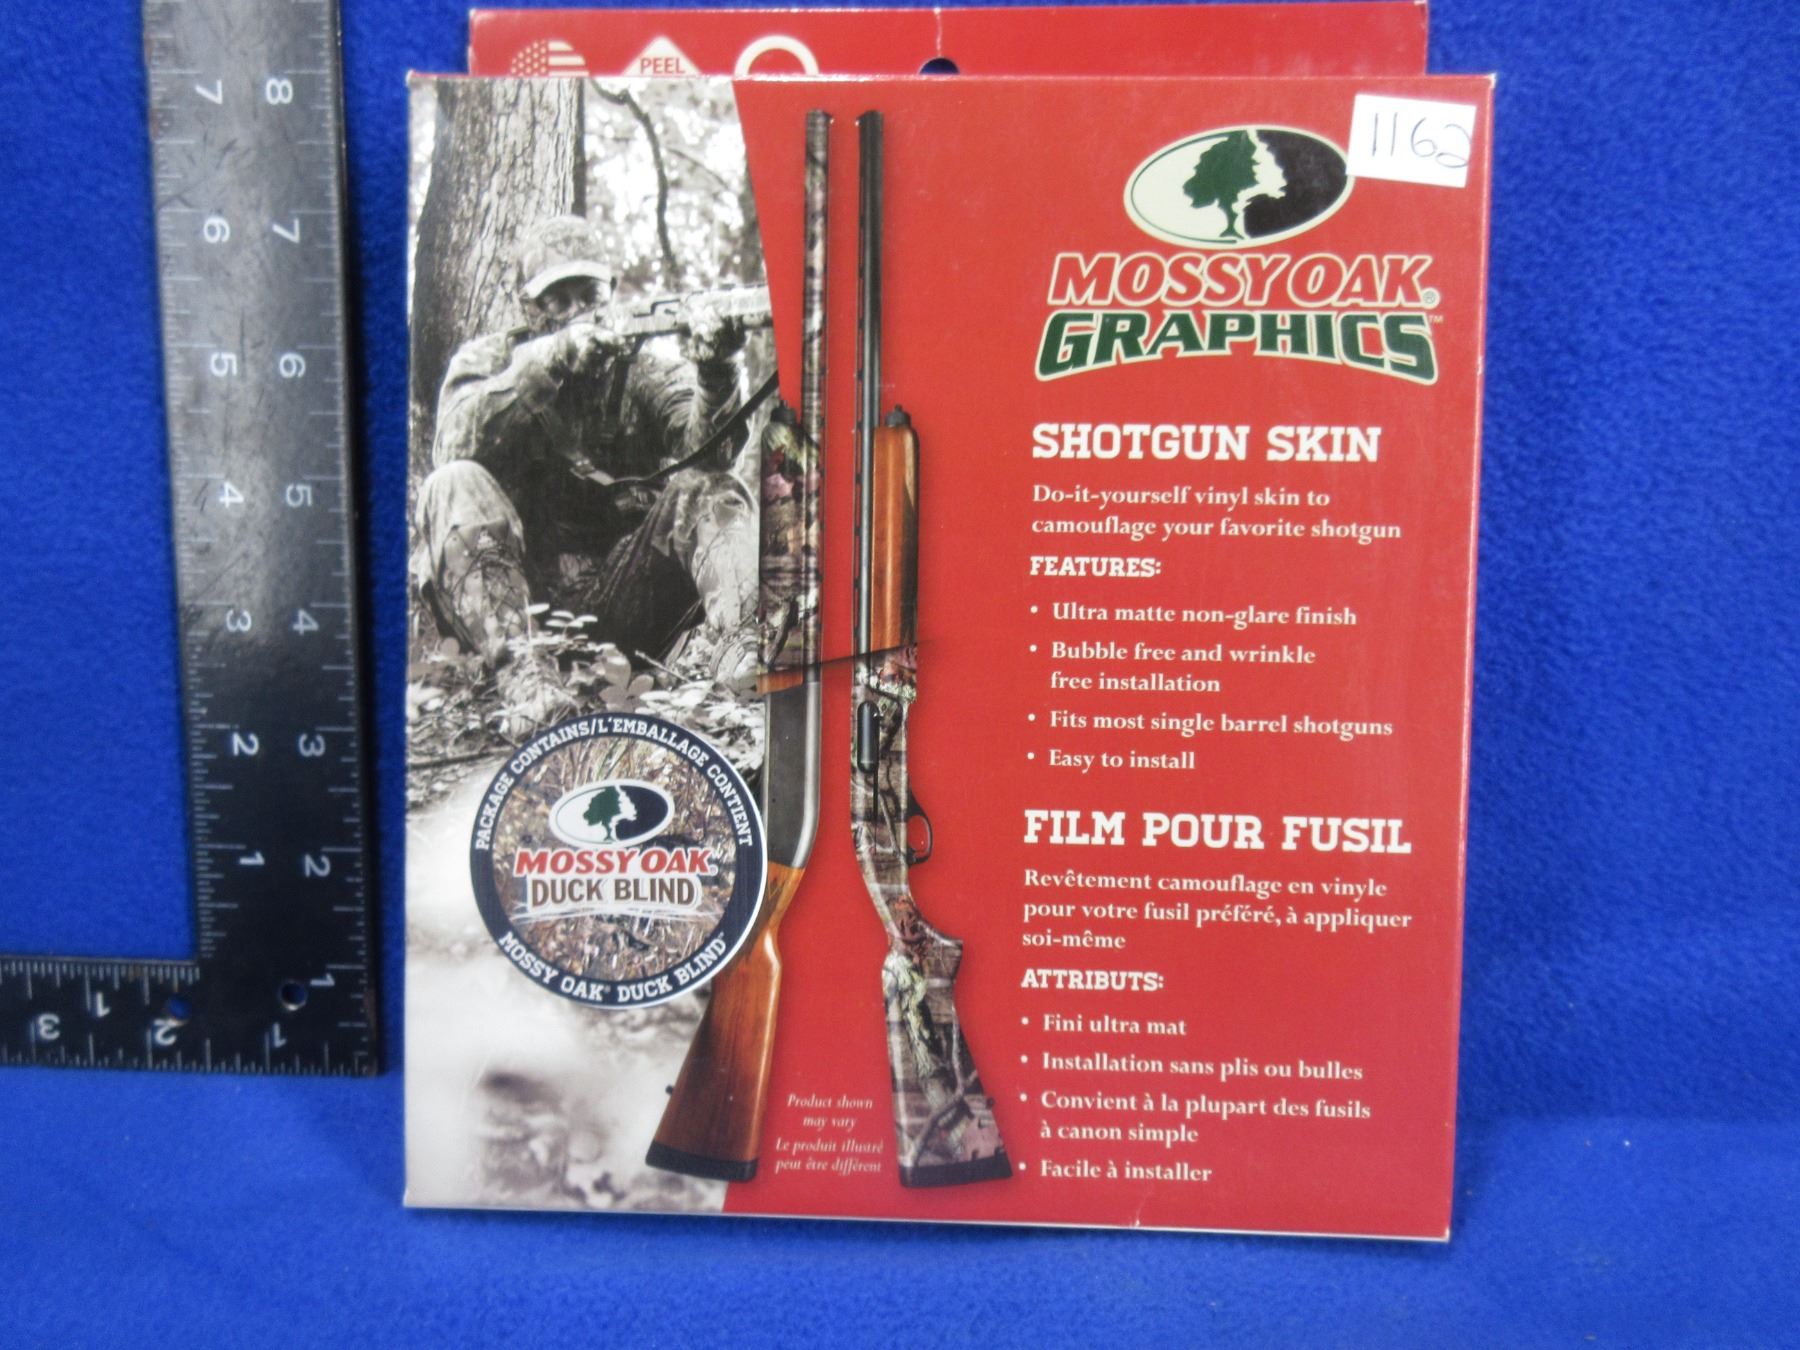 PEEL
1162
MOSSY OAK®
GRAPHICS™
SHOTGUN SKIN
Do-it-yourself vinyl skin to
camouflage your favorite shotgun
FEATURES:
• Ultra matte non-glare finish
• Bubble free and wrinkle
free installation
• Fits most single barrel shotguns
• Easy to install
FILM POUR FUSIL
Revêtement camouflage en vinyle
pour votre fusil préféré, à appliquer
soi-même
ATTRIBUTS:
• Fini ultra mat
• Installation sans plis ou bulles
• Convient à la plupart des fusils
à canon simple
• Facile à installer
PACKAGE CONTAINS/L'EMBALLAGE CONTIENT
MOSSY OAK®
DUCK BLIND
MOSSY OAK® DUCK BLIND™
Product shown
may vary
Le produit illustré
peut être différent
8
7
6
5
4
3
2
1
7
6
5
4
3
2
1
3
2
1
1